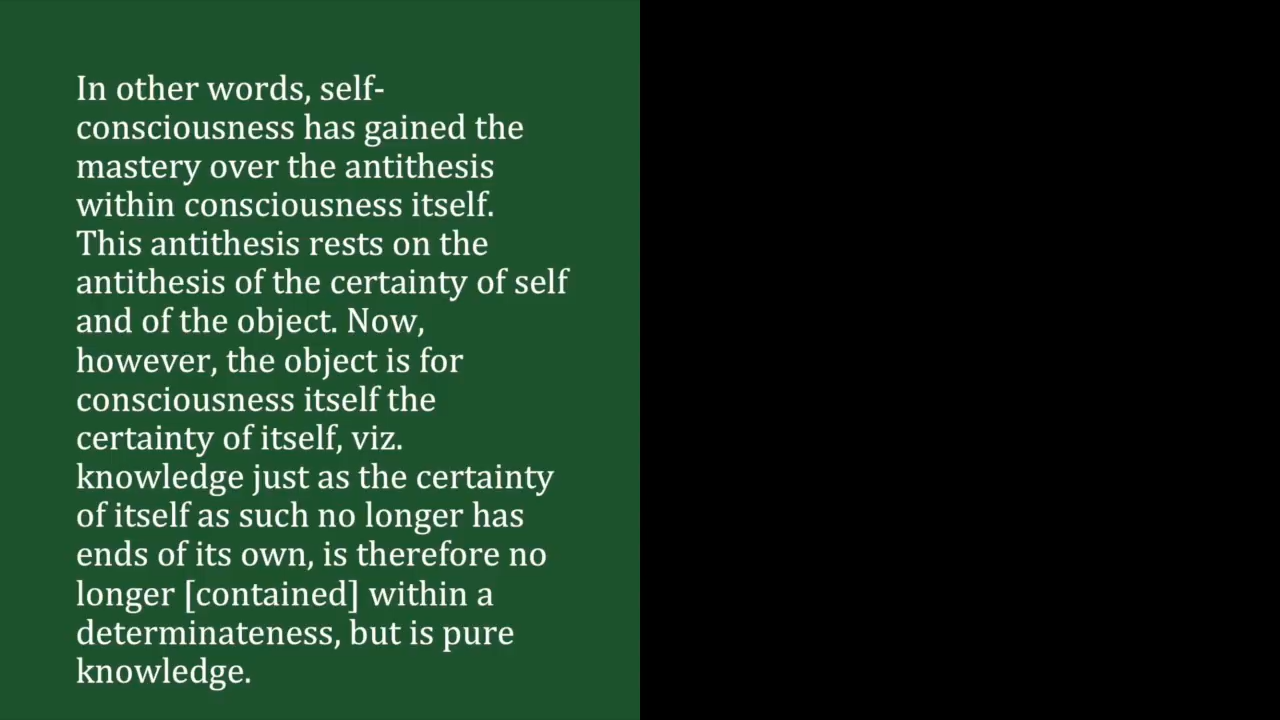 In other words, self-
consciousness has gained the
mastery over the antithesis
within consciousness itself.
This antithesis rests on the
antithesis of the certainty of self
and of the object. Now,
however, the object is for
consciousness itself the
certainty of itself, viz.
knowledge just as the certainty
of itself as such no longer has
ends of its own, is therefore no
longer [contained] within a
determinateness, but is pure
knowledge.